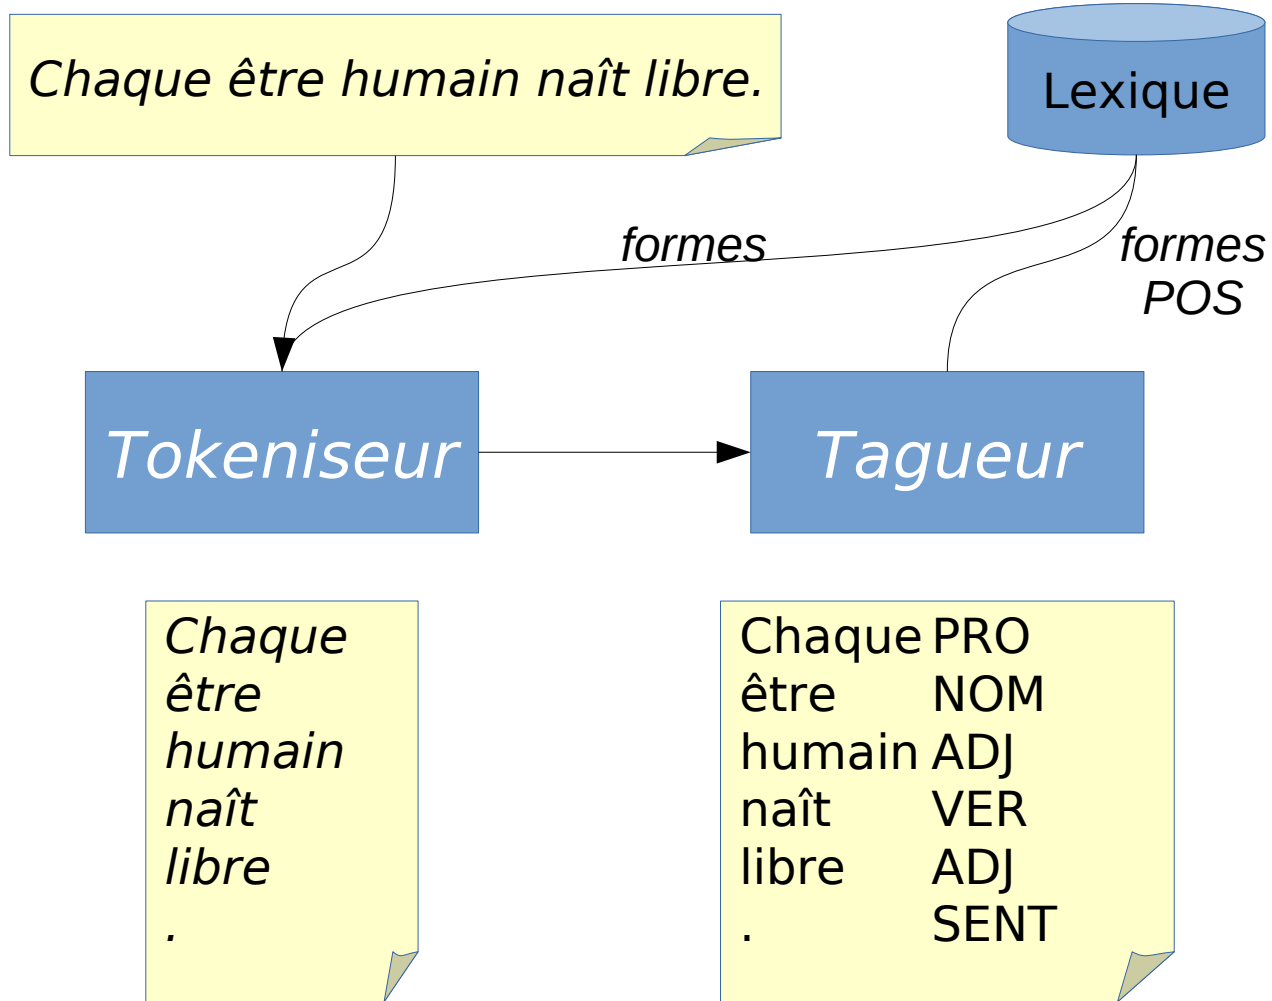 Chaque être humain naît libre.
Lexique
formes
formes
POS
Tokeniseur
Tagueur
Chaque
être
humain
naît
libre
.
Chaque PRO
être NOM
humain ADJ
naît VER
libre ADJ
. SENT